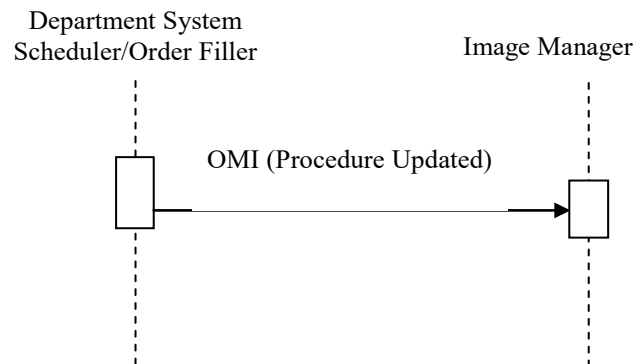 Department System
Scheduler/Order Filler
Image Manager
OMI (Procedure Updated)